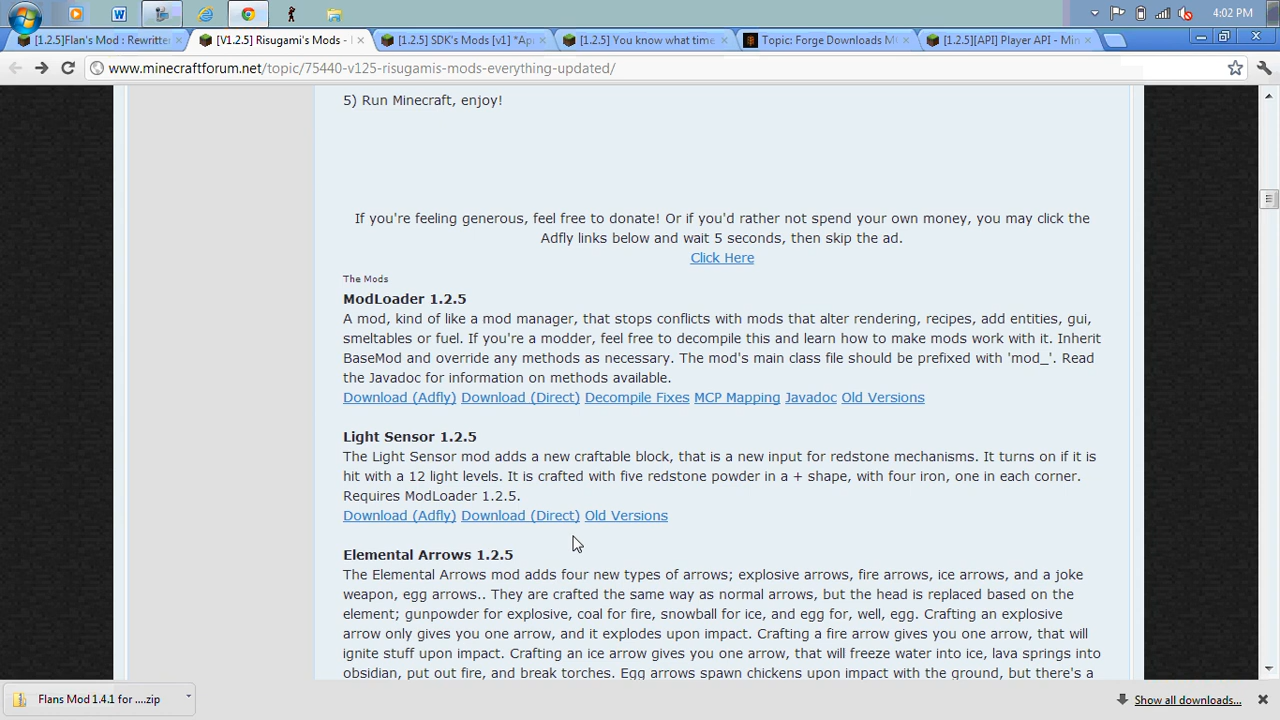 4:02 PM
[1.2.5]Flan's Mod : Rewritten
[V1.2.5] Risugami's Mods -
[1.2.5] SDK's Mods [v1] *Ap
[1.2.5] You know what time
Topic: Forge Downloads M
[1.2.5][API] Player API - Min
www.minecraftforum.net/topic/75440-v125-risugamis-mods-everything-updated/
5) Run Minecraft, enjoy!
If you're feeling generous, feel free to donate! Or if you'd rather not spend your own money, you may click the
Adfly links below and wait 5 seconds, then skip the ad.
Click Here
The Mods
ModLoader 1.2.5
A mod, kind of like a mod manager, that stops conflicts with mods that alter rendering, recipes, add entities, gui,
smeltables or fuel. If you're a modder, feel free to decompile this and learn how to make mods work with it. Inherit
BaseMod and override any methods as necessary. The mod's main class file should be prefixed with 'mod_'. Read
the Javadoc for information on methods available.
Download (Adfly) Download (Direct) Decompile Fixes MCP Mapping Javadoc Old Versions
Light Sensor 1.2.5
The Light Sensor mod adds a new craftable block, that is a new input for redstone mechanisms. It turns on if it is
hit with a 12 light levels. It is crafted with five redstone powder in a + shape, with four iron, one in each corner.
Requires ModLoader 1.2.5.
Download (Adfly) Download (Direct) Old Versions
Elemental Arrows 1.2.5
The Elemental Arrows mod adds four new types of arrows; explosive arrows, fire arrows, ice arrows, and a joke
weapon, egg arrows.. They are crafted the same way as normal arrows, but the head is replaced based on the
element; gunpowder for explosive, coal for fire, snowball for ice, and egg for, well, egg. Crafting an explosive
arrow only gives you one arrow, and it explodes upon impact. Crafting a fire arrow gives you one arrow, that will
ignite stuff upon impact. Crafting an ice arrow gives you one arrow, that will freeze water into ice, lava springs into
obsidian, put out fire, and break torches. Egg arrows spawn chickens upon impact with the ground, but there's a
Flans Mod 1.4.1 for ....zip
Show all downloads...